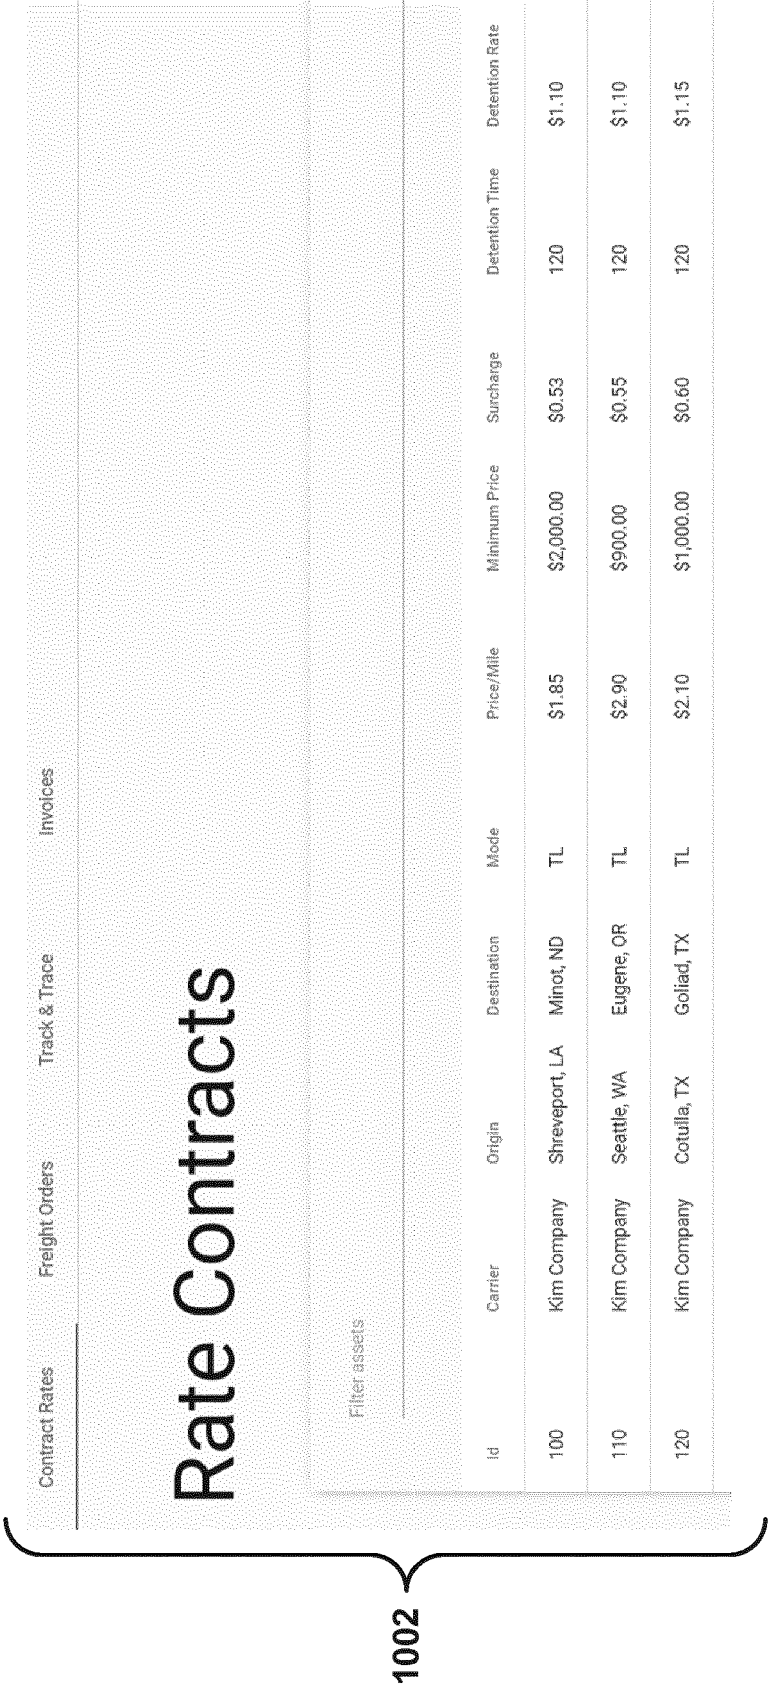 Contract Rates Freight Orders Track & Trace Invoices
Rate Contracts
Filter assets
Id Carrier Origin Destination Mode Price/Mile Minimum Price Surcharge Detention Time Detention Rate
100 Kim Company Shreveport, LA Minot, ND TL $1.85 $2,000.00 $0.53 120 $1.10
110 Kim Company Seattle, WA Eugene, OR TL $2.90 $900.00 $0.55 120 $1.10
120 Kim Company Cotulla, TX Goliad, TX TL $2.10 $1,000.00 $0.60 120 $1.15
1002